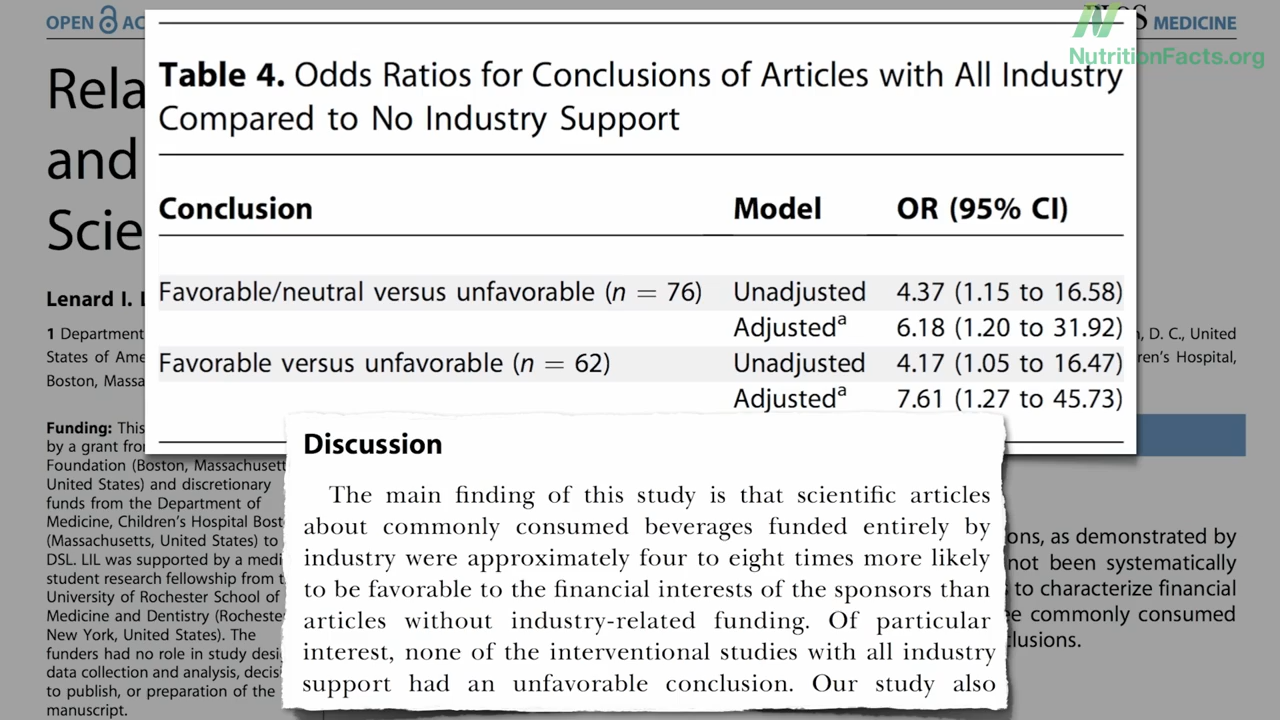 OPEN AC
MEDICINE
NutritionFacts.org
Rela
and
Scie
Lenard I. L
1 Department
States of Ame
Boston, Massa
D. C., United
ren's Hospital,
Table 4. Odds Ratios for Conclusions of Articles with All Industry
Compared to No Industry Support
Conclusion Model OR (95% CI)
Favorable/neutral versus unfavorable (n = 76) Unadjusted 4.37 (1.15 to 16.58)
Adjustedᵃ 6.18 (1.20 to 31.92)
Favorable versus unfavorable (n = 62) Unadjusted 4.17 (1.05 to 16.47)
Adjustedᵃ 7.61 (1.27 to 45.73)
Funding: This
by a grant fro
Foundation (Boston, Massachusett
United States) and discretionary
funds from the Department of
Medicine, Children's Hospital Bost
(Massachusetts, United States) to
DSL. LIL was supported by a medi
student research fellowship from t
University of Rochester School of
Medicine and Dentistry (Rocheste
New York, United States). The
funders had no role in study desi
data collection and analysis, decis
to publish, or preparation of the
manuscript.
Discussion
The main finding of this study is that scientific articles
about commonly consumed beverages funded entirely by
industry were approximately four to eight times more likely
to be favorable to the financial interests of the sponsors than
articles without industry-related funding. Of particular
interest, none of the interventional studies with all industry
support had an unfavorable conclusion. Our study also
ons, as demonstrated by
not been systematically
to characterize financial
ee commonly consumed
clusions.